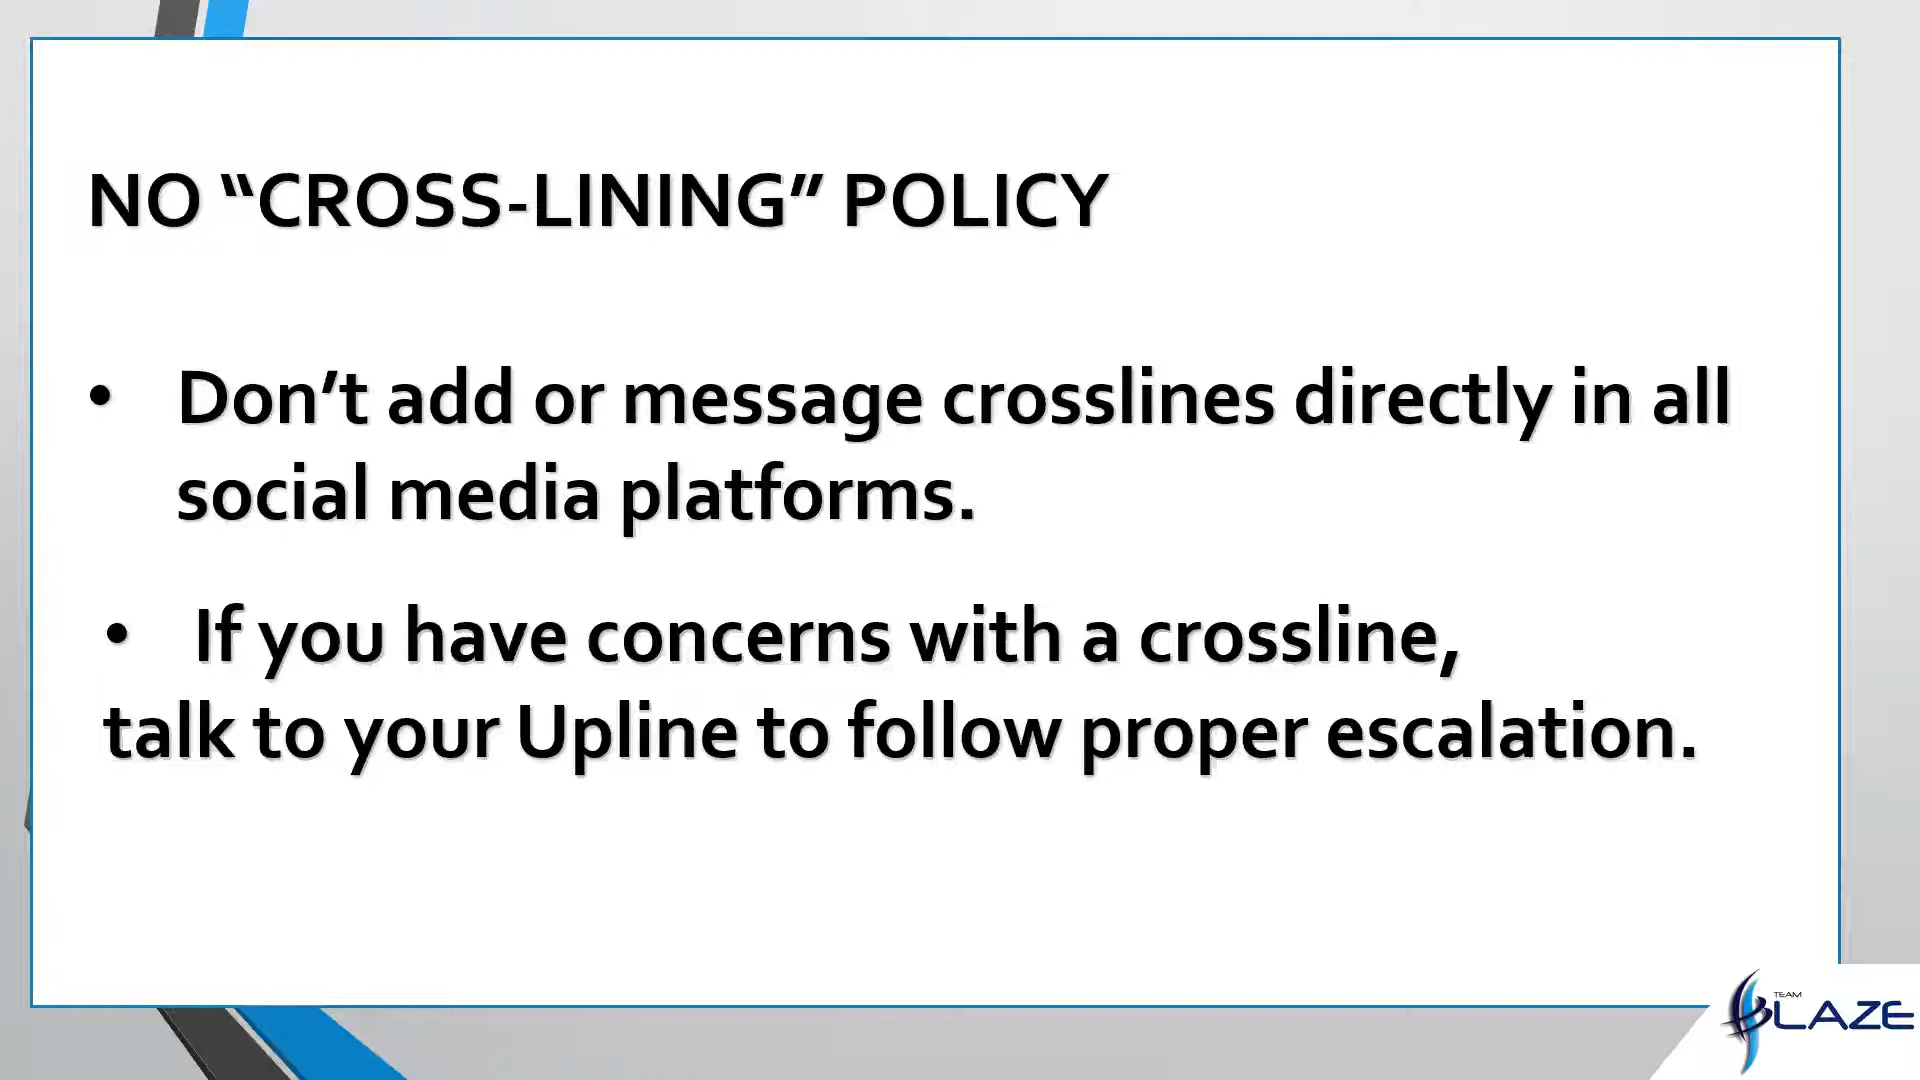 NO “CROSS-LINING” POLICY
• Don’t add or message crosslines directly in all
social media platforms.
• If you have concerns with a crossline,
talk to your Upline to follow proper escalation.
TEAM
BLAZE